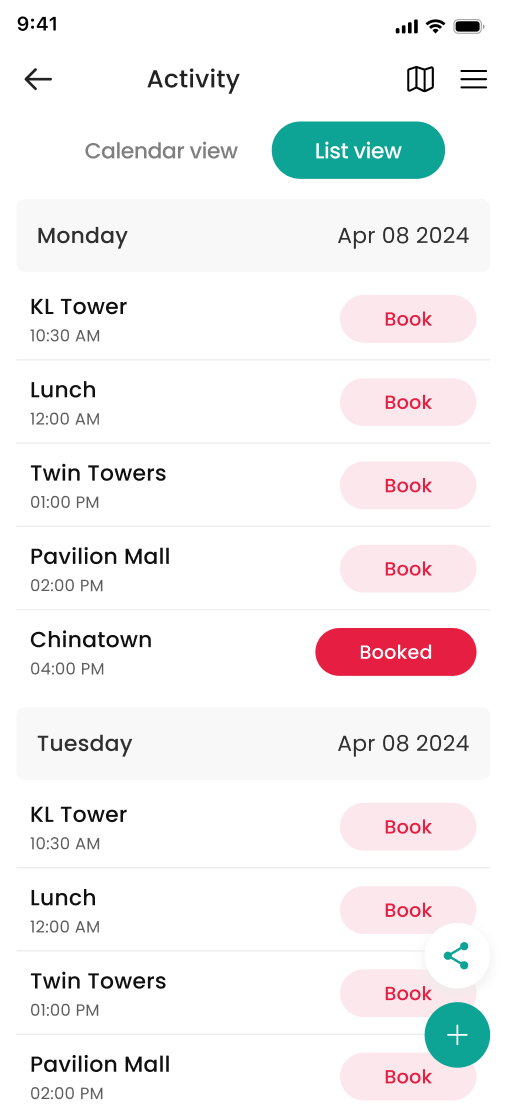 9:41
Activity
Calendar view List view
Monday Apr 08 2024
KL Tower
10:30 AM
Book
Lunch
12:00 AM
Book
Twin Towers
01:00 PM
Book
Pavilion Mall
02:00 PM
Book
Chinatown
04:00 PM
Booked
Tuesday Apr 08 2024
KL Tower
10:30 AM
Book
Lunch
12:00 AM
Book
Twin Towers
01:00 PM
Book
Pavilion Mall
02:00 PM
Book